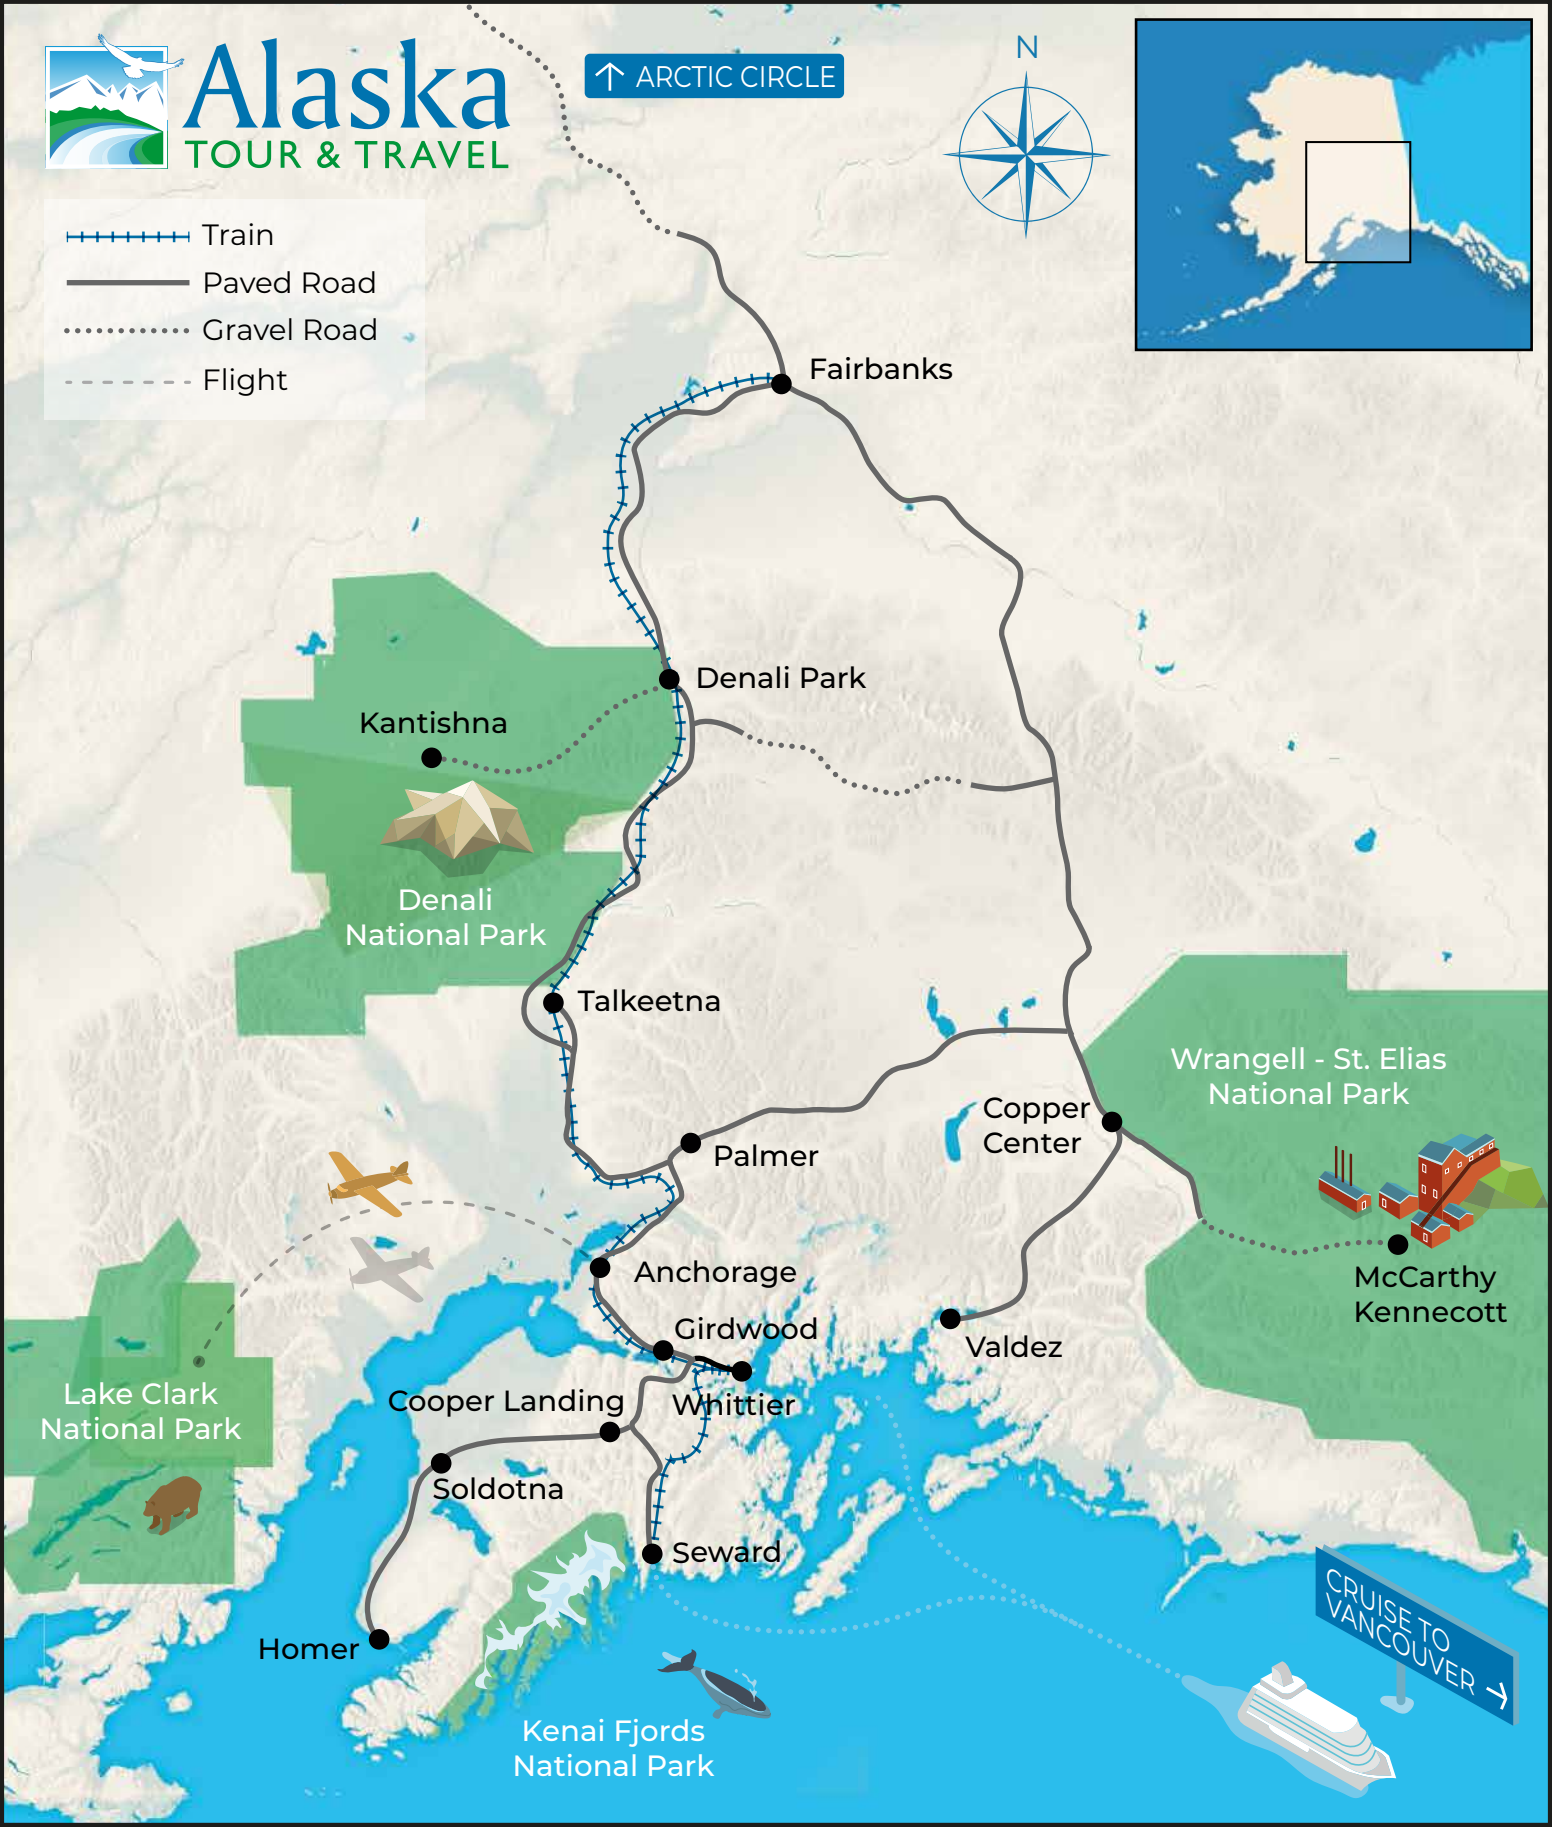 Alaska
TOUR & TRAVEL
↑ ARCTIC CIRCLE
N
Train
Paved Road
Gravel Road
Flight
Fairbanks
Denali Park
Kantishna
Denali
National Park
Talkeetna
Wrangell - St. Elias
National Park
Copper
Center
Palmer
Anchorage
McCarthy
Kennecott
Girdwood
Valdez
Lake Clark
National Park
Cooper Landing
Whittier
Soldotna
Seward
Homer
CRUISE TO
VANCOUVER →
Kenai Fjords
National Park